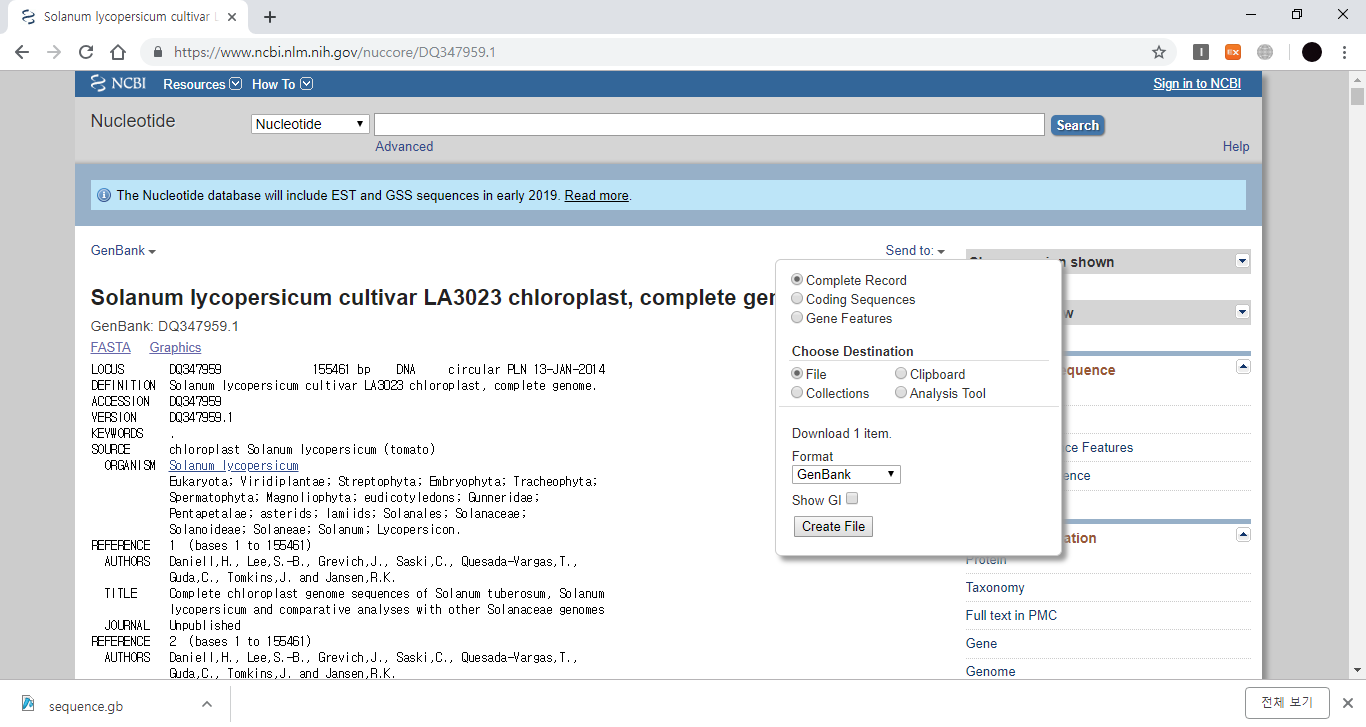 Solanum lycopersicum cultivar L
https://www.ncbi.nlm.nih.gov/nuccore/DQ347959.1
EX
NCBI Resources How To Sign in to NCBI
Nucleotide Nucleotide Search
Advanced Help
The Nucleotide database will include EST and GSS sequences in early 2019. Read more.
GenBank Send to:
shown
Complete Record
Coding Sequences
Gene Features
Choose Destination
File Clipboard
Collections Analysis Tool
Download 1 item.
Format
GenBank
Show GI
Create File
Solanum lycopersicum cultivar LA3023 chloroplast, complete ger
GenBank: DQ347959.1
FASTA Graphics
LOCUS DQ347959 155461 bp DNA circular PLN 13-JAN-2014
DEFINITION Solanum lycopersicum cultivar LA3023 chloroplast, complete genome.
ACCESSION DQ347959
VERSION DQ347959.1
KEYWORDS .
SOURCE chloroplast Solanum lycopersicum (tomato)
ORGANISM Solanum lycopersicum
Eukaryota; Viridiplantae; Streptophyta; Embryophyta; Tracheophyta;
Spermatophyta; Magnoliophyta; eudicotyledons; Gunneridae;
Pentapetalae; asterids; lamiids; Solanales; Solanaceae;
Solanoideae; Solaneae; Solanum; Lycopersicon.
REFERENCE 1 (bases 1 to 155461)
AUTHORS Daniell,H., Lee,S.-B., Grevich,J., Saski,C., Quesada-Vargas,T.,
Guda,C., Tomkins,J. and Jansen,R.K.
TITLE Complete chloroplast genome sequences of Solanum tuberosum, Solanum
lycopersicum and comparative analyses with other Solanaceae genomes
JOURNAL Unpublished
REFERENCE 2 (bases 1 to 155461)
AUTHORS Daniell,H., Lee,S.-B., Grevich,J., Saski,C., Quesada-Vargas,T.,
Guda,C., Tomkins,J. and Jansen,R.K.
w
equence
ce Features
ence
ation
Protein
Taxonomy
Full text in PMC
Gene
Genome
sequence.gb
전체 보기